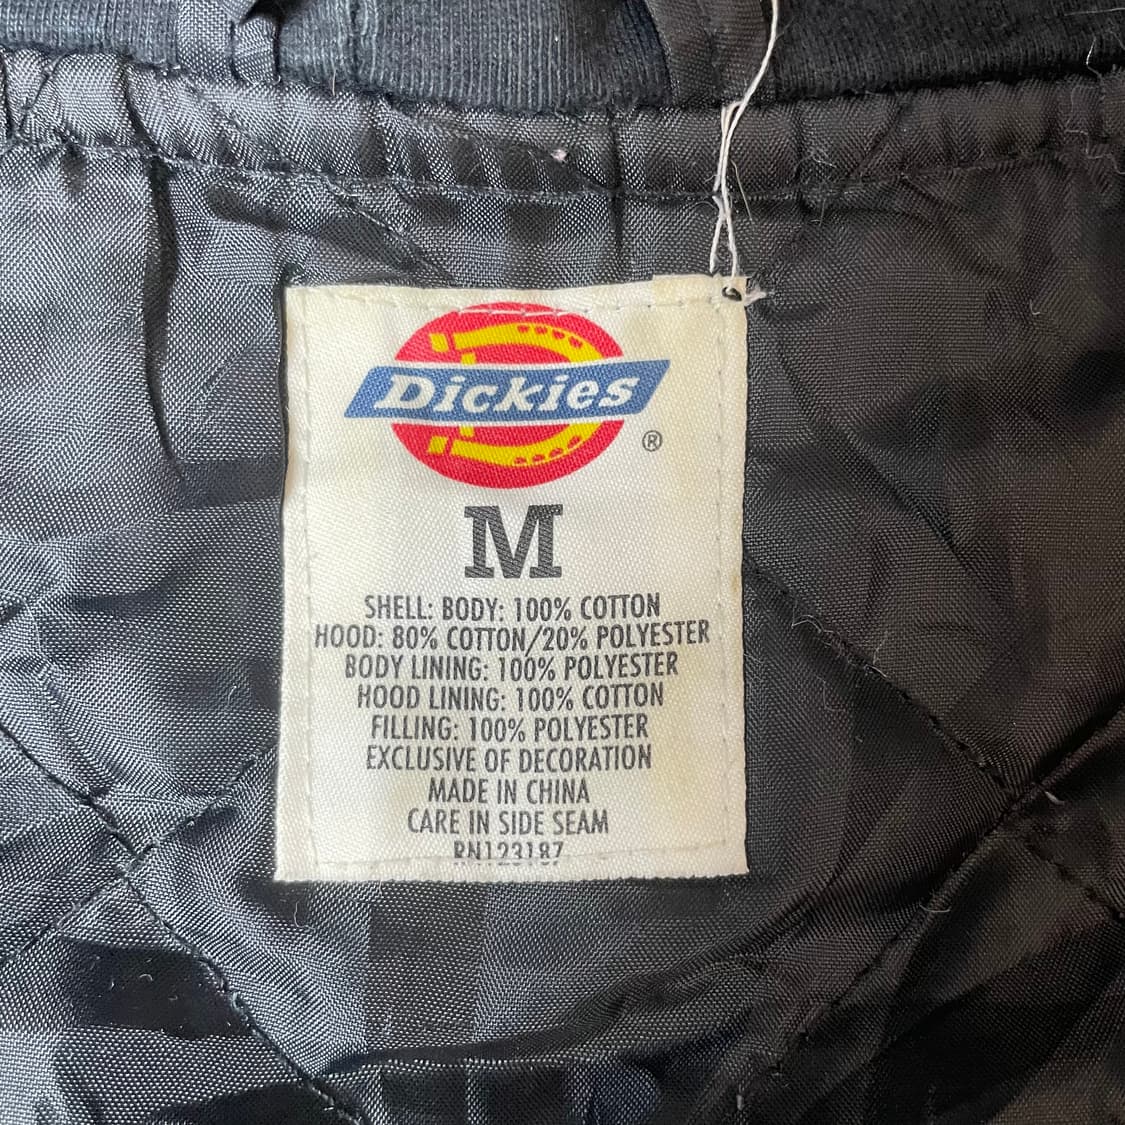 Dickies
®
M
SHELL: BODY: 100% COTTON
HOOD: 80% COTTON/20% POLYESTER
BODY LINING: 100% POLYESTER
HOOD LINING: 100% COTTON
FILLING: 100% POLYESTER
EXCLUSIVE OF DECORATION
MADE IN CHINA
CARE IN SIDE SEAM
RN123187